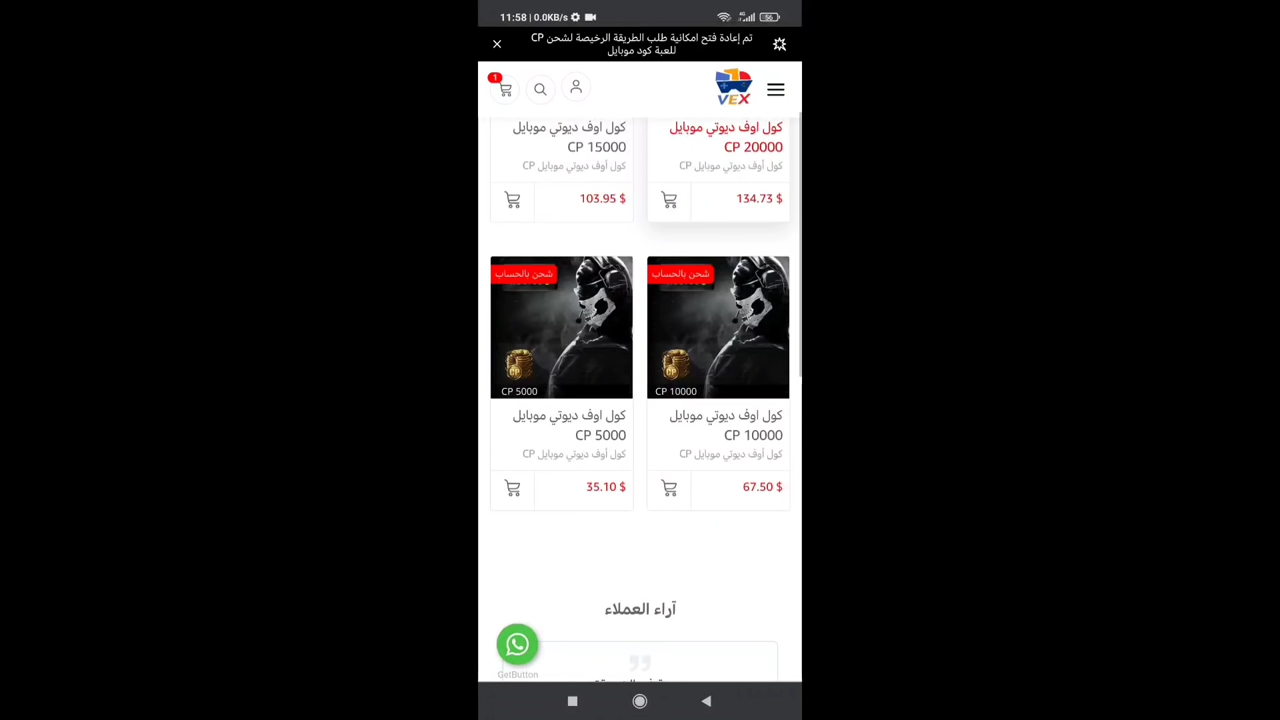 11:58 | 0.0KB/s
4G
56
تم إعادة فتح امكانية طلب الطريقة الرخيصة لشحن CP
للعبة كود موبايل
1
VEX
كول اوف ديوتي موبايل
CP 20000
كول أوف ديوتي موبايل CP
134.73 $
كول اوف ديوتي موبايل
CP 15000
كول أوف ديوتي موبايل CP
103.95 $
شحن بالحساب
CP 10000
كول اوف ديوتي موبايل
CP 10000
كول أوف ديوتي موبايل CP
67.50 $
شحن بالحساب
CP 5000
كول اوف ديوتي موبايل
CP 5000
كول أوف ديوتي موبايل CP
35.10 $
آراء العملاء
GetButton